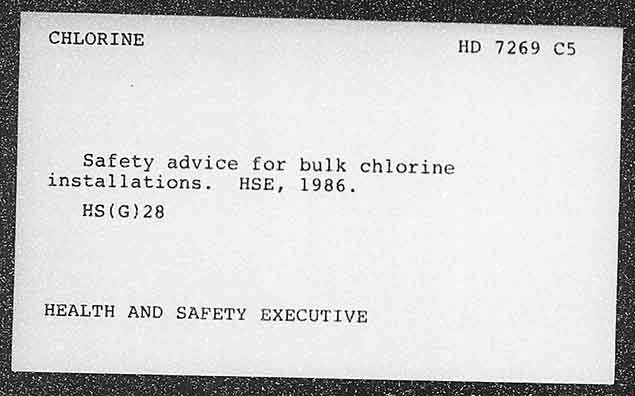 CHLORINE HD 7269 C5
Safety advice for bulk chlorine
installations. HSE, 1986.
HS(G)28
HEALTH AND SAFETY EXECUTIVE